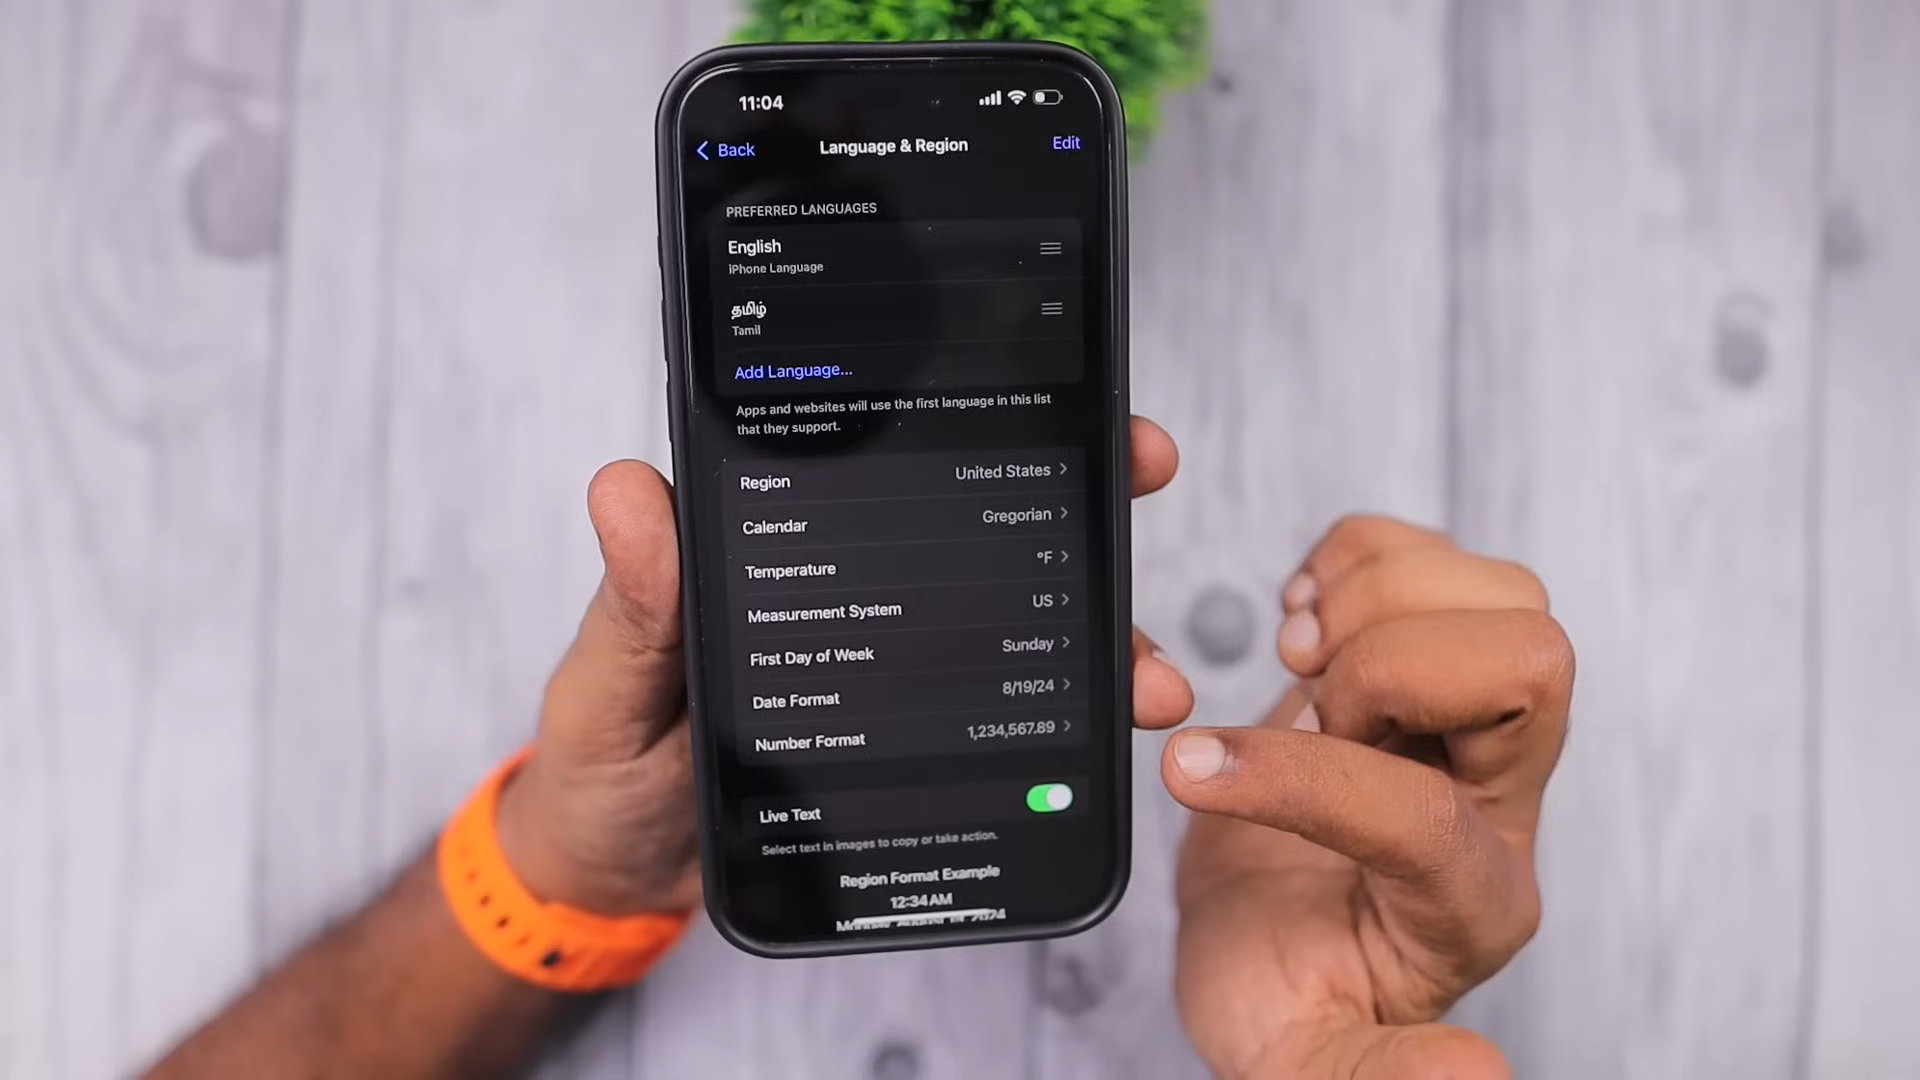 11:04
Back
Language & Region
Edit
PREFERRED LANGUAGES
English
iPhone Language
தமிழ்
Tamil
Add Language...
Apps and websites will use the first language in this list
that they support.
Region United States
Calendar Gregorian
Temperature °F
Measurement System US
First Day of Week Sunday
Date Format 8/19/24
Number Format 1,234,567.89
Live Text
Select text in images to copy or take action.
Region Format Example
12:34 AM
2024